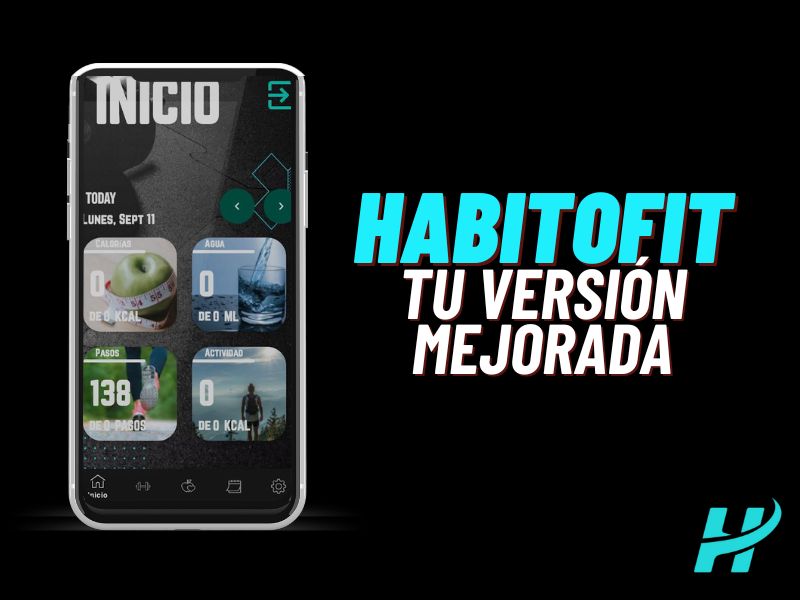 INICIO
TODAY
LUNES, SEPT 11
CALORÍAS
0
DE 0 KCAL
AGUA
0
DE 0 ML
PASOS
138
DE 0 PASOS
ACTIVIDAD
0
DE 0 KCAL
Inicio
HABITOFIT
TU VERSIÓN
MEJORADA
H